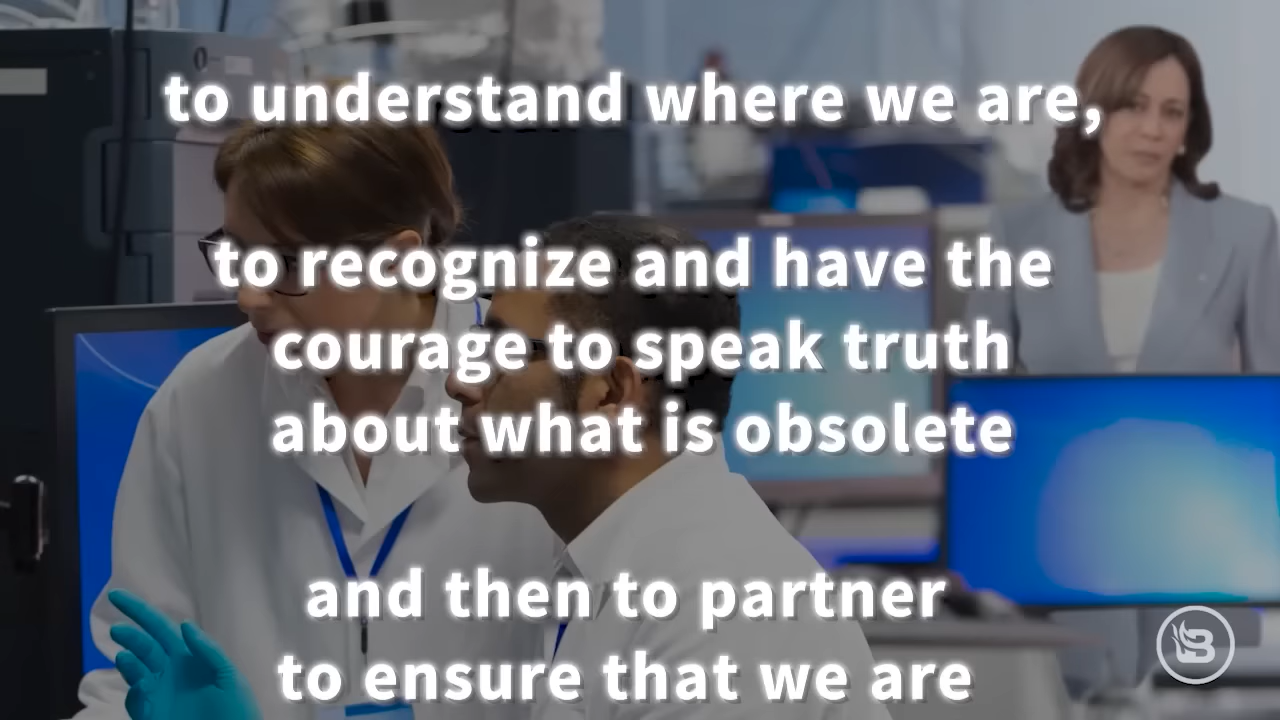 to understand where we are,
to recognize and have the
courage to speak truth
about what is obsolete
and then to partner
to ensure that we are